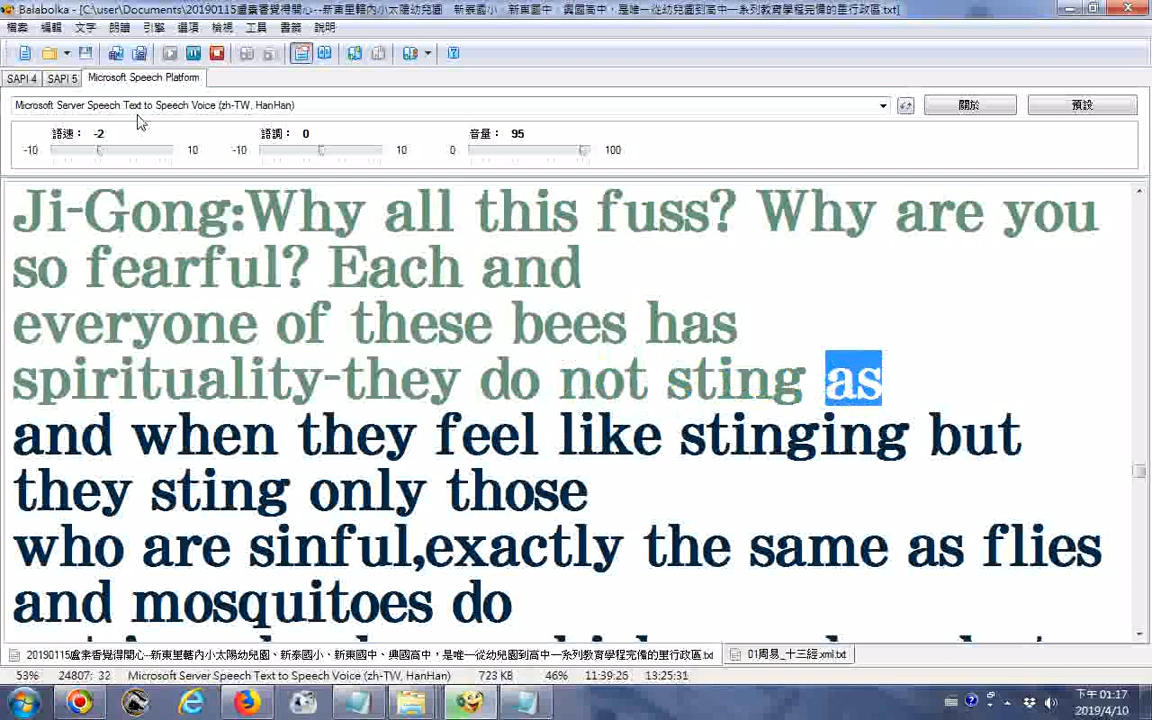 Balabolka - [C:\user\Documents\20190115盧彙香覺得開心--新東里轄內小太陽幼兒園　新泰國小、新東國中、興國高中，是唯一從幼兒園到高中一系列教育學程完備的里行政區.txt]
檔案 編輯 文字 朗讀 引擎 選項 檢視 工具 書籤 說明
SAPI 4 SAPI 5 Microsoft Speech Platform
Microsoft Server Speech Text to Speech Voice (zh-TW, HanHan) 關於 預設
語速： -2 語調： 0 音量： 95
-10 10 -10 10 0 100
Ji-Gong:Why all this fuss? Why are you
so fearful? Each and
everyone of these bees has
spirituality-they do not sting as
and when they feel like stinging but
they sting only those
who are sinful,exactly the same as flies
and mosquitoes do
20190115盧彙香覺得開心--新東里轄內小太陽幼兒園、新泰國小、新東國中、興國高中，是唯一從幼兒園到高中一系列教育學程完備的里行政區.txt 01周易_十三經.xml.txt
53% 24807: 32 Microsoft Server Speech Text to Speech Voice (zh-TW, HanHan) 723 KB 46% 11:39:26 13:25:31
下午 01:17
2019/4/10